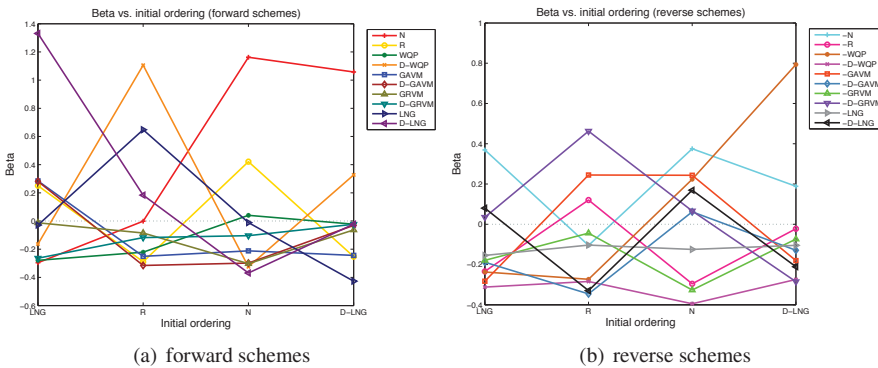 Beta vs. initial ordering (forward schemes)
1.4
1.2
1
0.8
0.6
0.4
0.2
0
-0.2
-0.4
-0.6
Beta
LNG
R
N
D-LNG
Initial ordering
N
R
WQP
D-WQP
GAVM
D-GAVM
GRVM
D-GRVM
LNG
D-LNG
(a) forward schemes
Beta vs. initial ordering (reverse schemes)
1
0.8
0.6
0.4
0.2
0
-0.2
-0.4
Beta
LNG
R
N
D-LNG
Initial ordering
-N
-R
-WQP
-D-WQP
-GAVM
-D-GAVM
-GRVM
-D-GRVM
-LNG
-D-LNG
(b) reverse schemes